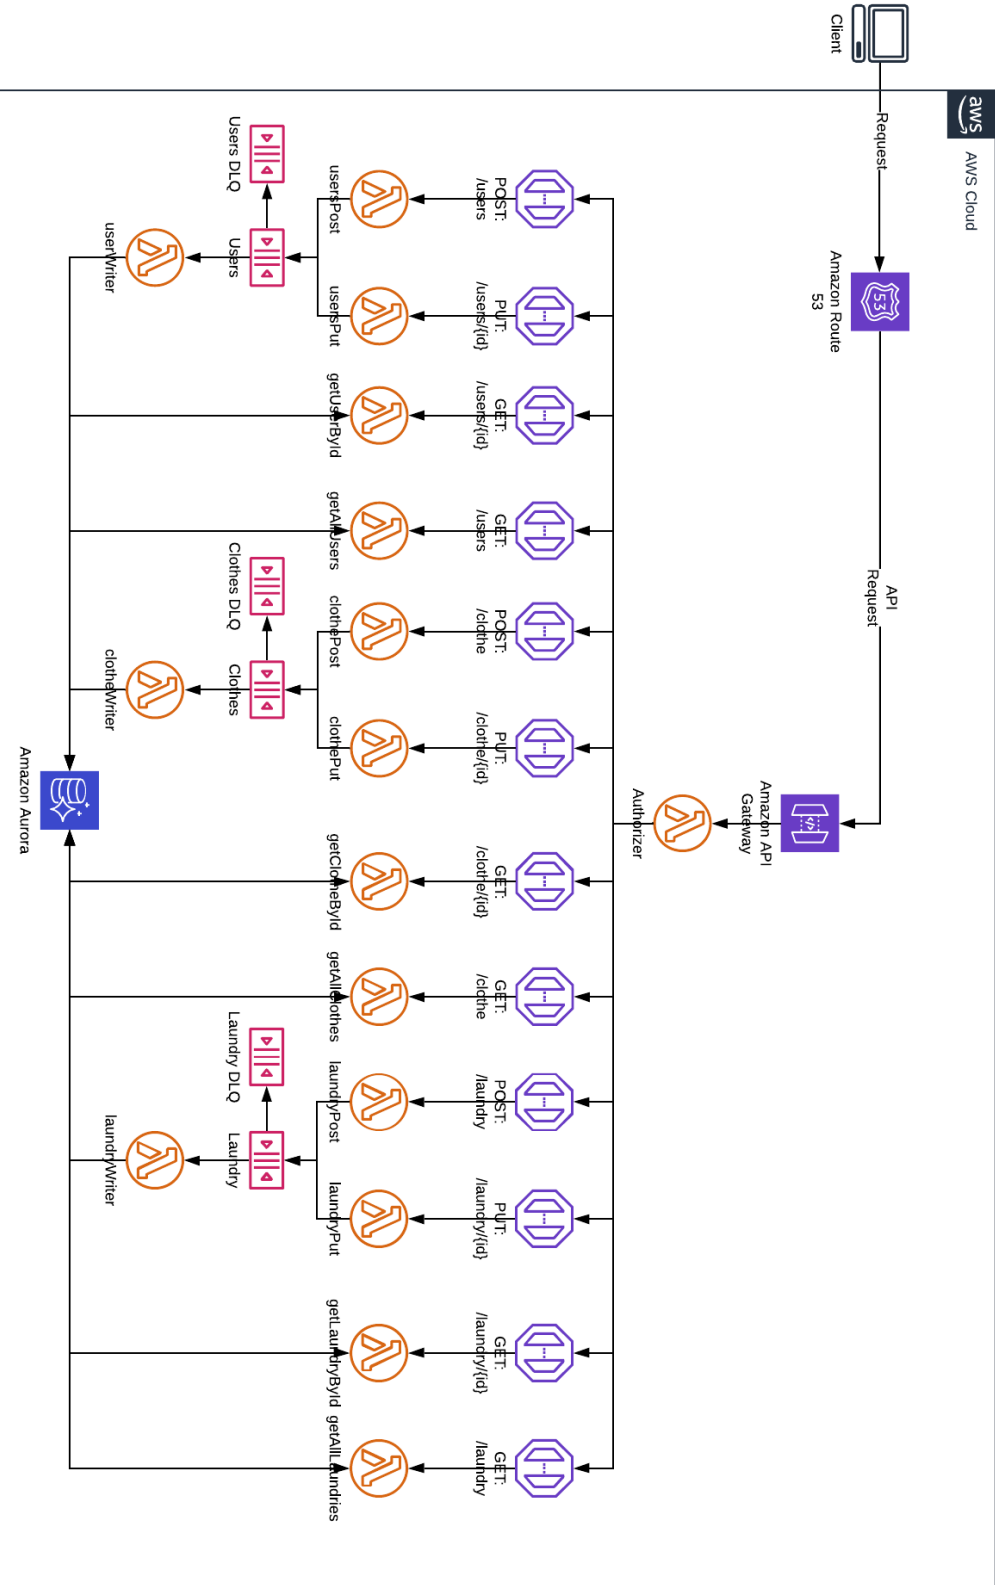 Client
aws
AWS Cloud
Request
Amazon Route
53
API
Request
Amazon API
Gateway
Authorizer
POST:
/users
PUT:
/users/{id}
GET:
/users/{id}
GET:
/users
POST:
/clothe
PUT:
/clothe/{id}
GET:
/clothe/{id}
GET:
/clothe
POST:
/laundry
PUT:
/laundry/{id}
GET:
/laundry/{id}
GET:
/laundry
usersPost
usersPut
getUserById
getAllUsers
clothePost
clothePut
getClotheById
getAllClothes
laundryPost
laundryPut
getLaundryById
getAllLaundries
Users DLQ
Users
Clothes DLQ
Clothes
Laundry DLQ
Laundry
userWriter
clotheWriter
laundryWriter
Amazon Aurora